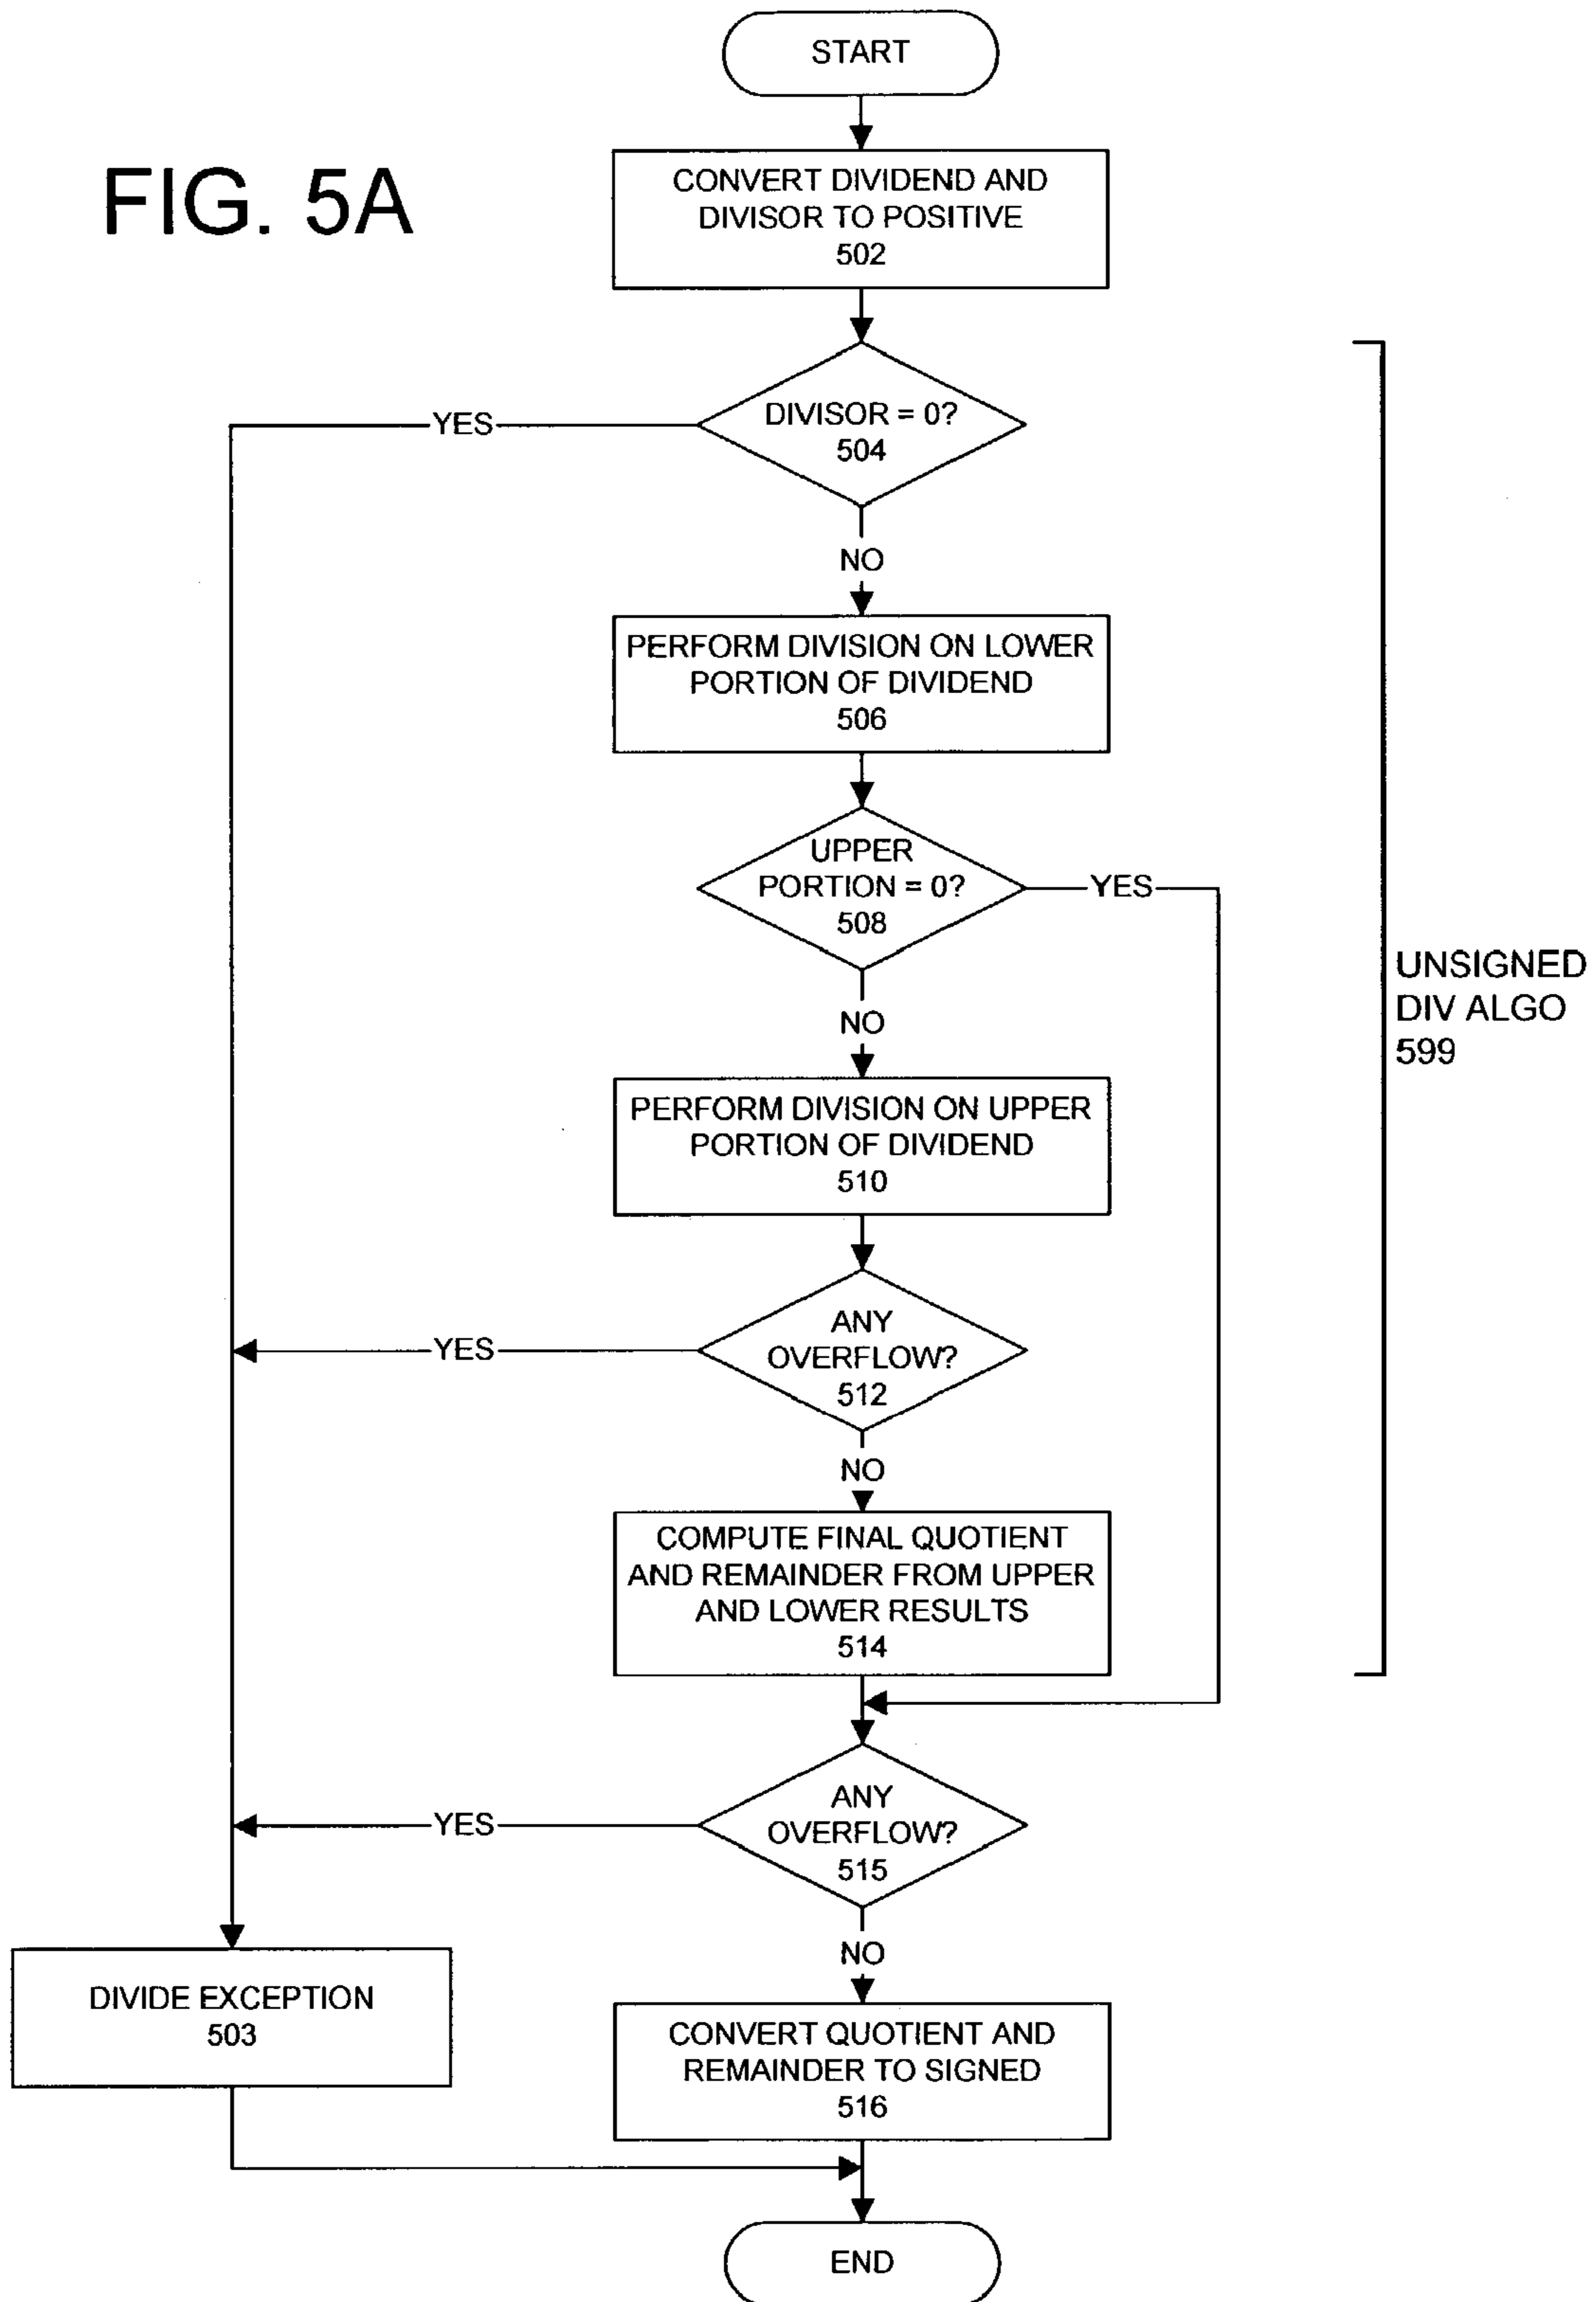 START
FIG. 5A
CONVERT DIVIDEND AND
DIVISOR TO POSITIVE
502
DIVISOR = 0?
504
YES
NO
PERFORM DIVISION ON LOWER
PORTION OF DIVIDEND
506
UPPER
PORTION = 0?
508
YES
NO
UNSIGNED
DIV ALGO
599
PERFORM DIVISION ON UPPER
PORTION OF DIVIDEND
510
ANY
OVERFLOW?
512
YES
NO
COMPUTE FINAL QUOTIENT
AND REMAINDER FROM UPPER
AND LOWER RESULTS
514
ANY
OVERFLOW?
515
YES
NO
DIVIDE EXCEPTION
503
CONVERT QUOTIENT AND
REMAINDER TO SIGNED
516
END